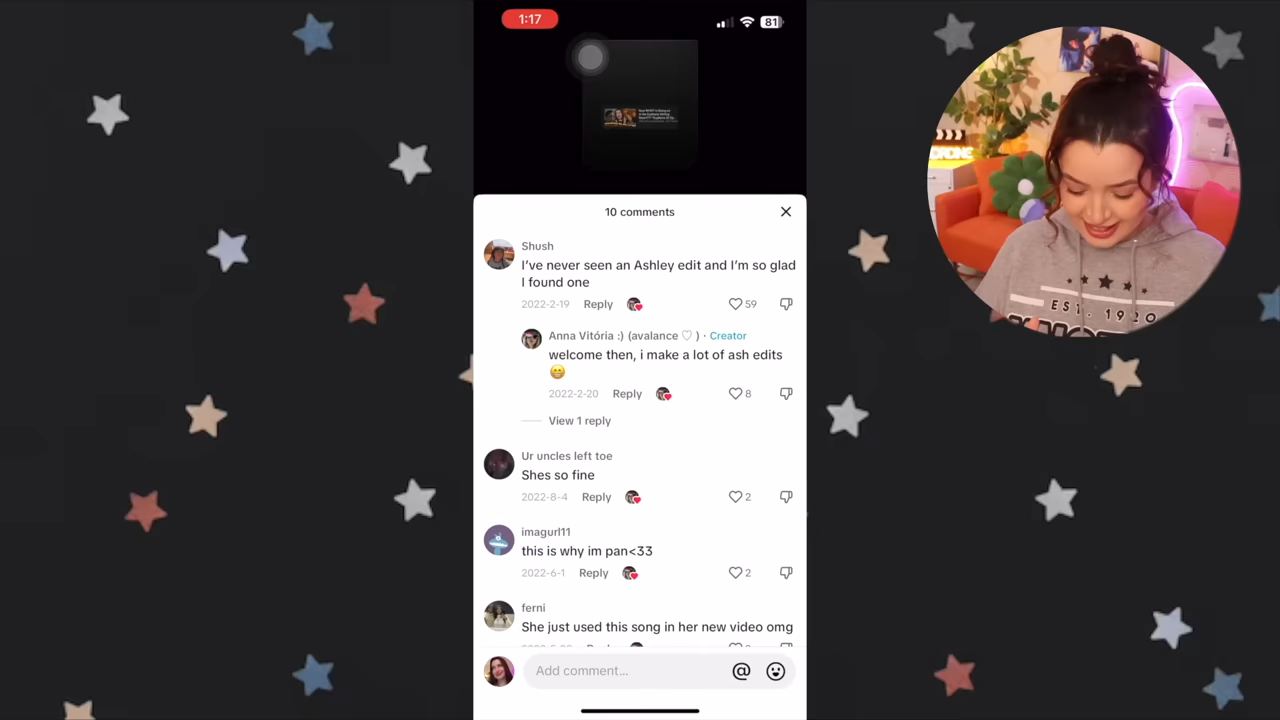 1:17
81
10 comments
Shush
I've never seen an Ashley edit and I'm so glad
I found one
2022-2-19 Reply 59
Anna Vitória :) (avalance ♡ ) · Creator
welcome then, i make a lot of ash edits
😁
2022-2-20 Reply 8
View 1 reply
Ur uncles left toe
Shes so fine
2022-8-4 Reply 2
imagurl11
this is why im pan<33
2022-6-1 Reply 2
ferni
She just used this song in her new video omg
Add comment...
@
EST. 1920